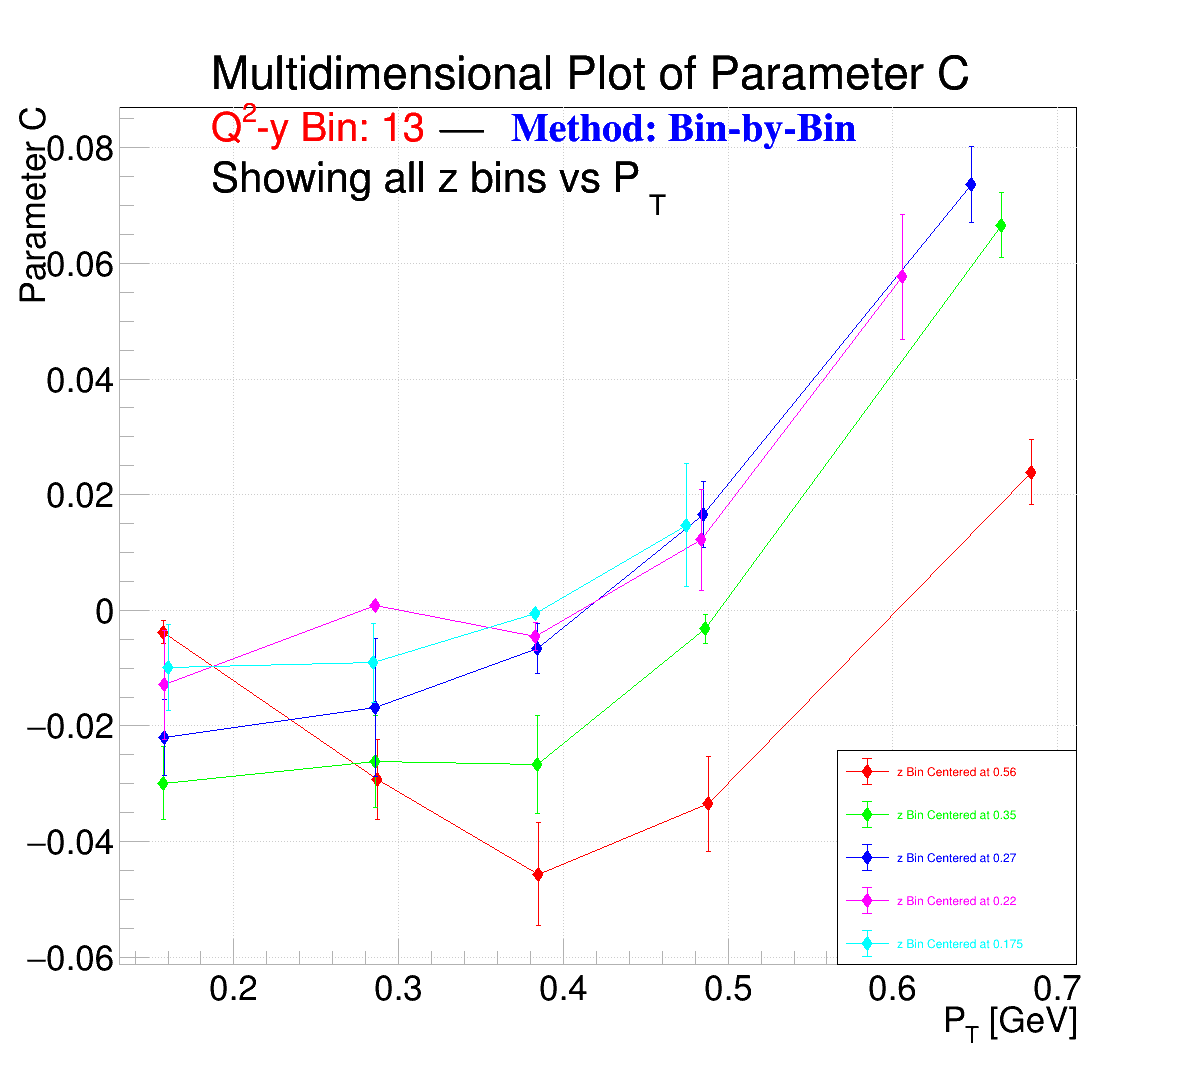 Multidimensional Plot of Parameter C
Q²-y Bin: 13 — Method: Bin-by-Bin
Showing all z bins vs P_T
Parameter C
0.08
0.06
0.04
0.02
0
−0.02
−0.04
−0.06
z Bin Centered at 0.56
z Bin Centered at 0.35
z Bin Centered at 0.27
z Bin Centered at 0.22
z Bin Centered at 0.175
0.2 0.3 0.4 0.5 0.6 0.7
P_T [GeV]